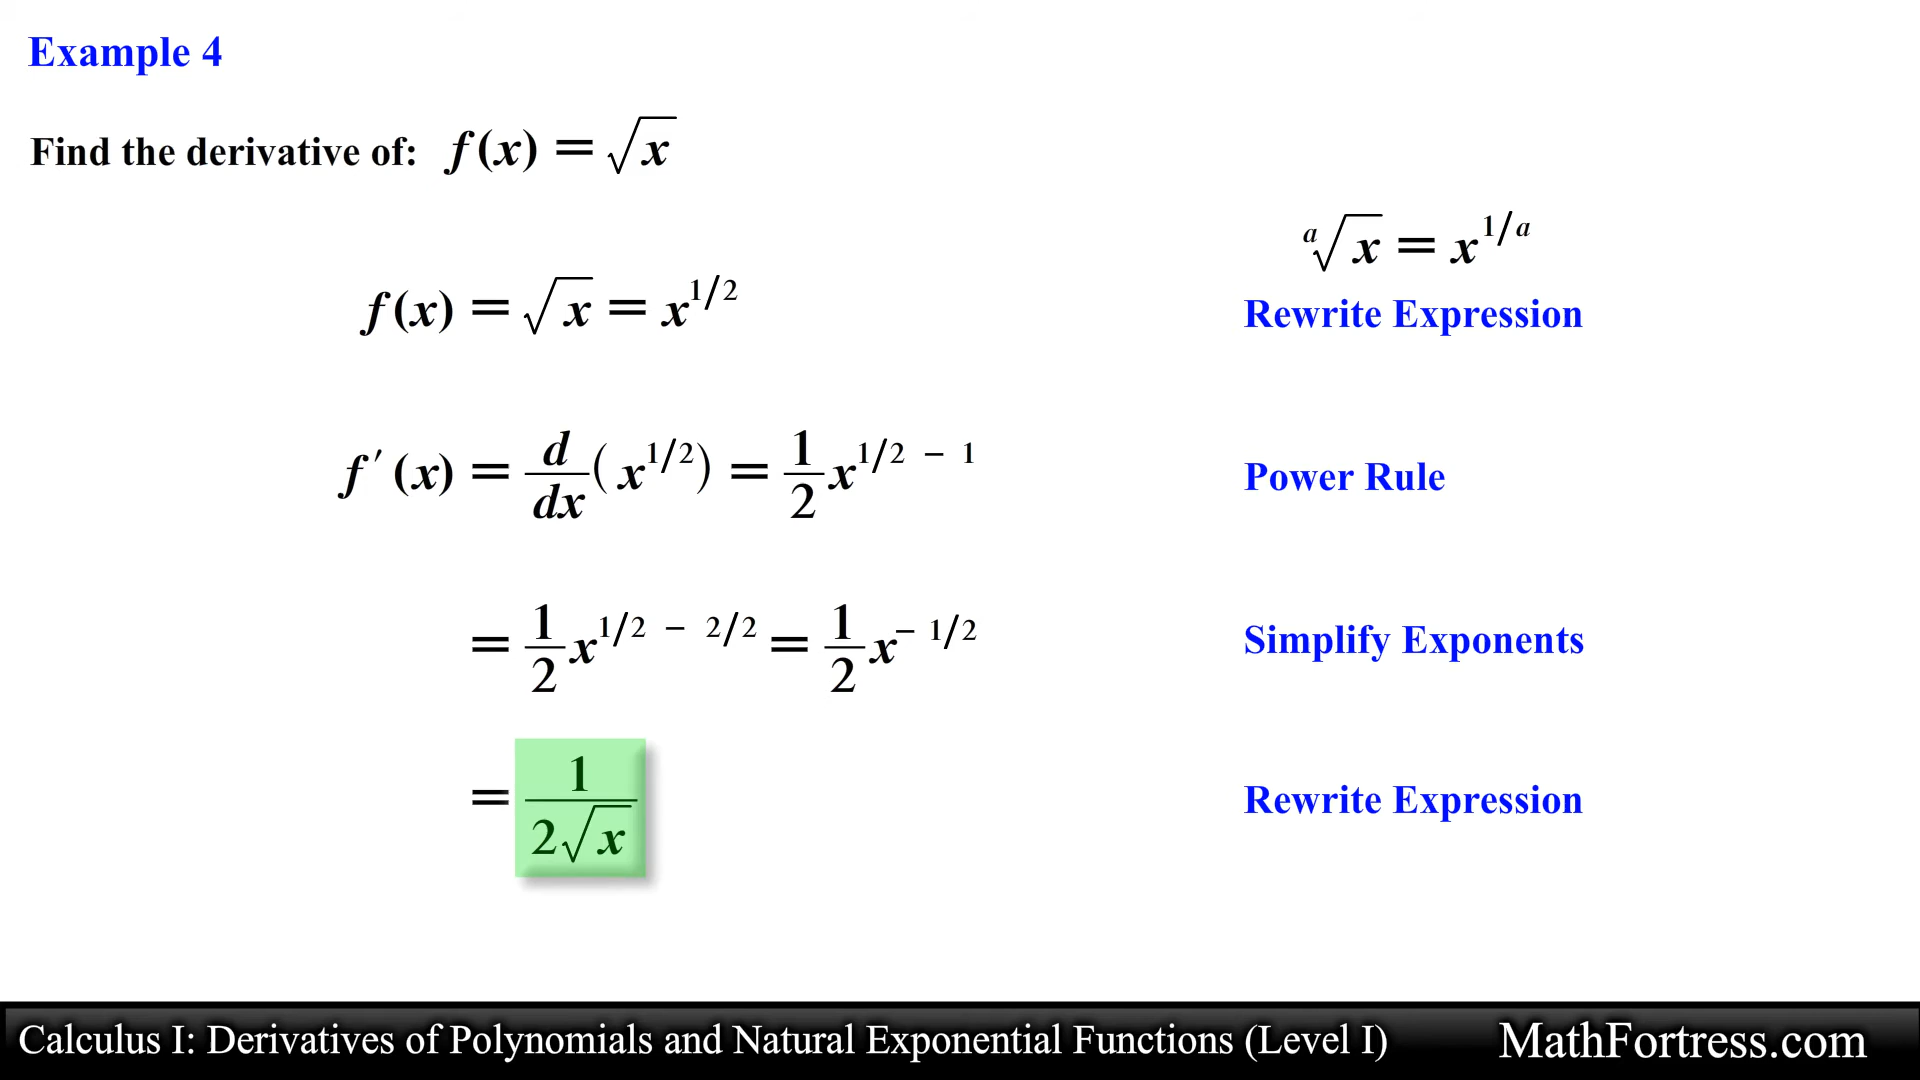 Example 4
Find the derivative of: f(x) = √x
ᵃ√x = x^{1/a}
f(x) = √x = x^{1/2}
Rewrite Expression
f′(x) = d/dx (x^{1/2}) = 1/2 x^{1/2 − 1}
Power Rule
= 1/2 x^{1/2 − 2/2} = 1/2 x^{− 1/2}
Simplify Exponents
= 1/(2√x)
Rewrite Expression
Calculus I: Derivatives of Polynomials and Natural Exponential Functions (Level I)
MathFortress.com